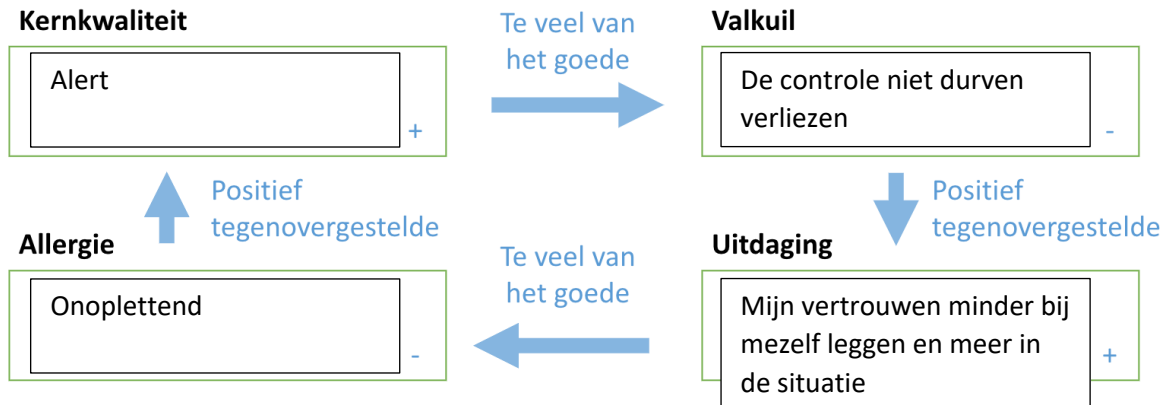 Kernkwaliteit
Te veel van
het goede
Valkuil
Alert
+
De controle niet durven
verliezen
-
Positief
tegenovergestelde
Positief
tegenovergestelde
Allergie
Te veel van
het goede
Uitdaging
Onoplettend
-
Mijn vertrouwen minder bij
mezelf leggen en meer in
de situatie
+